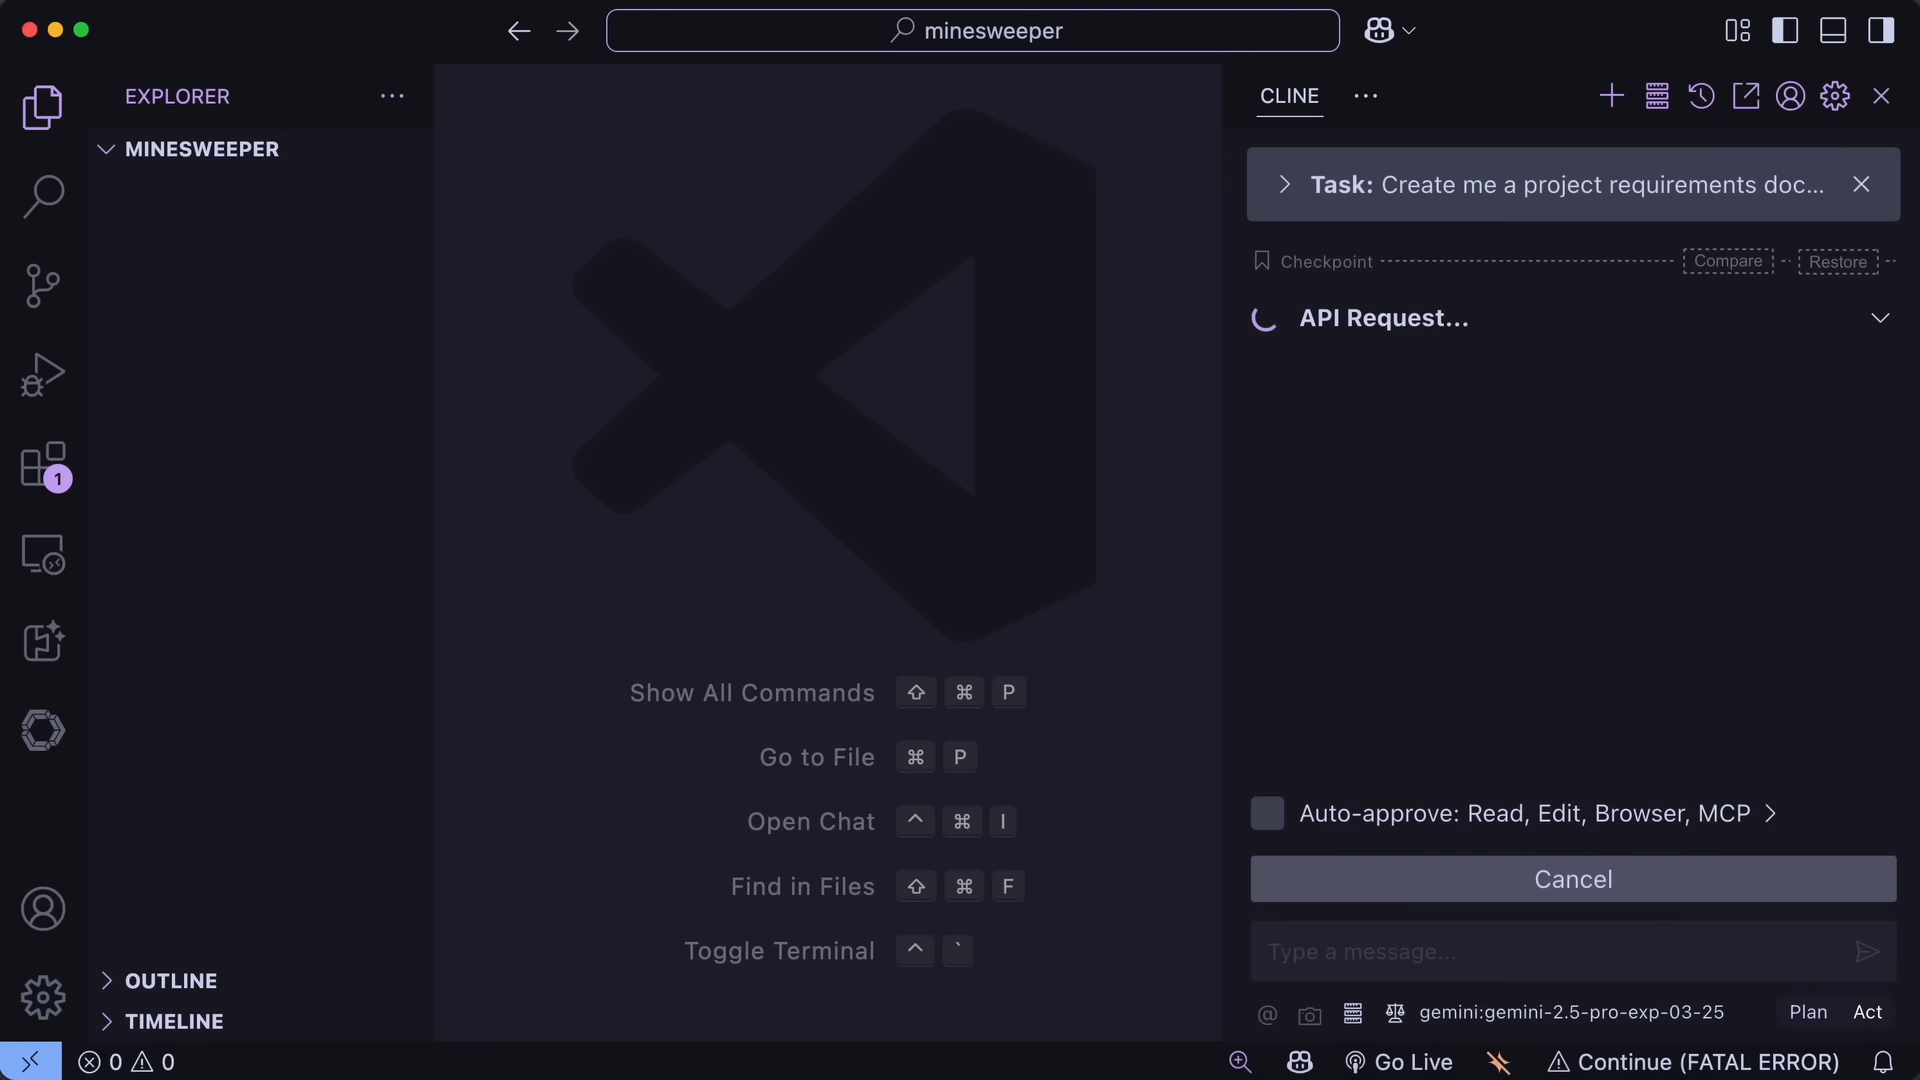 minesweeper
EXPLORER
MINESWEEPER
1
OUTLINE
TIMELINE
Show All Commands ⇧ ⌘ P
Go to File ⌘ P
Open Chat ^ ⌘ I
Find in Files ⇧ ⌘ F
Toggle Terminal ^ `
CLINE
Task: Create me a project requirements doc...
Checkpoint Compare Restore
API Request...
Auto-approve: Read, Edit, Browser, MCP
Cancel
Type a message...
@ gemini:gemini-2.5-pro-exp-03-25 Plan Act
0 0 Go Live Continue (FATAL ERROR)